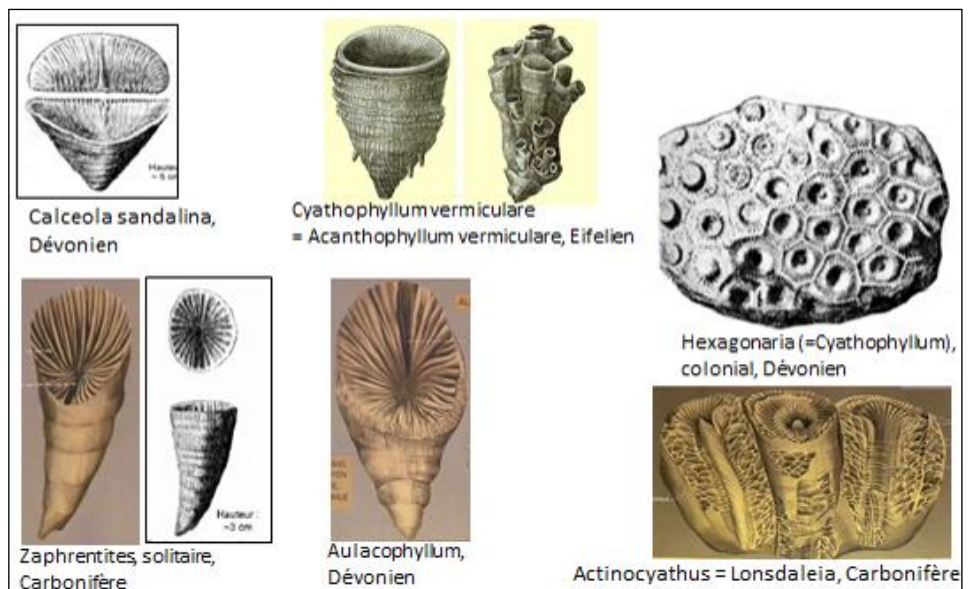 Hauteur
~ 5 cm
Calceola sandalina,
Dévonien
Cyathophyllum vermiculare
= Acanthophyllum vermiculare, Eifelien
Hexagonaria (=Cyathophyllum),
colonial, Dévonien
Hauteur :
~3 cm
Zaphrentites, solitaire,
Carbonifère
Aulacophyllum,
Dévonien
Actinocyathus = Lonsdaleia, Carbonifère